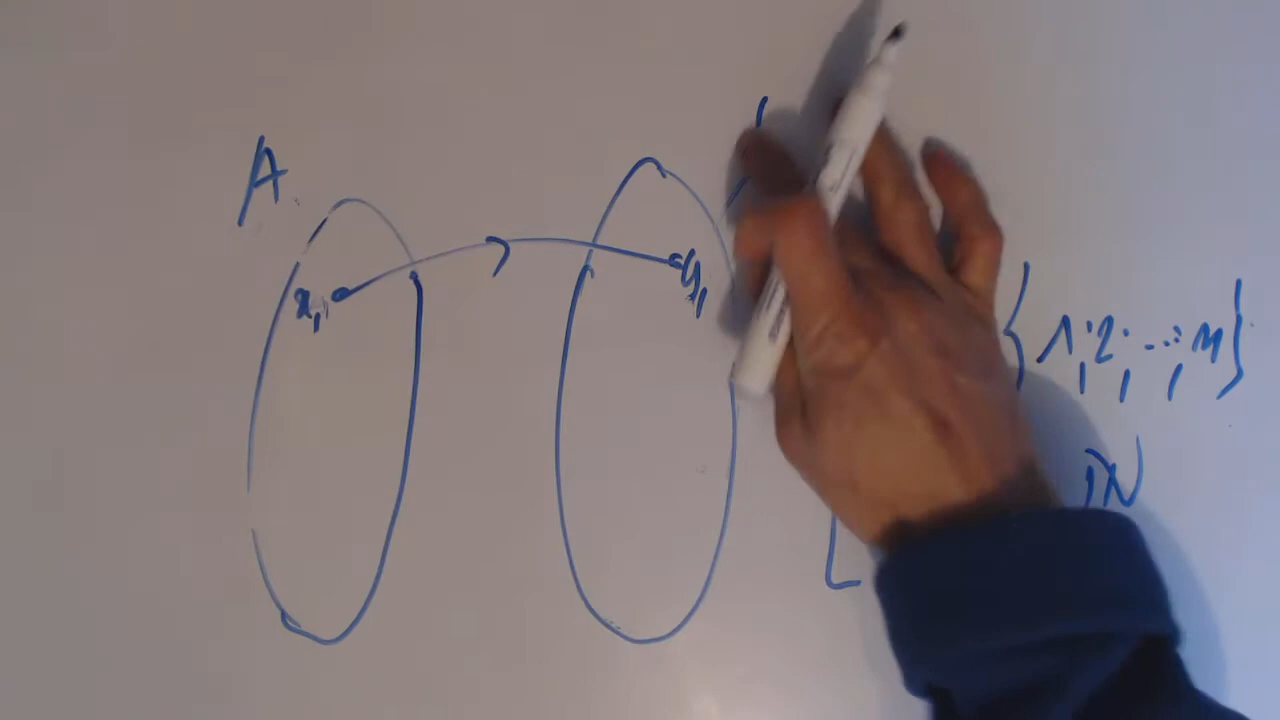 A
x₁ y₁
{1, 2, ..., n}
ℕ